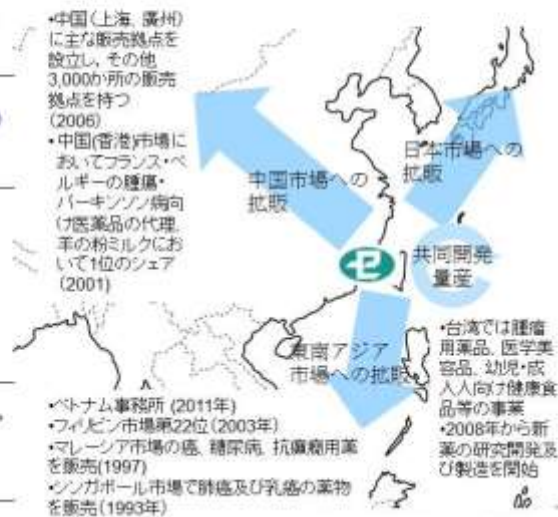 •中国(上海、廣州)
に主な販売拠点を
設立し、その他
3,000か所の販売
拠点を持つ
(2006)
•中国(香港)市場に
おいてフランス・ベ
ルギーの腫瘍・
パーキンソン病向
け医薬品の代理、
羊の粉ミルクにお
いて1位のシェア
(2001)
中国市場への
拡販
日本市場への
拡販
共同開発
量産
東南アジア
市場への拡販
•台湾では腫瘍
用薬品、医学美
容品、幼児・成
人人向け健康食
品等の事業
•2008年から新
薬の研究開発及
び製造を開始
•ベトナム事務所 (2011年)
•フィリピン市場第22位(2003年)
•マレーシア市場の癌、糖尿病、抗癲癇用薬
を販売(1997)
•シンガポール市場で肺癌及び乳癌の薬物
を販売(1993年)